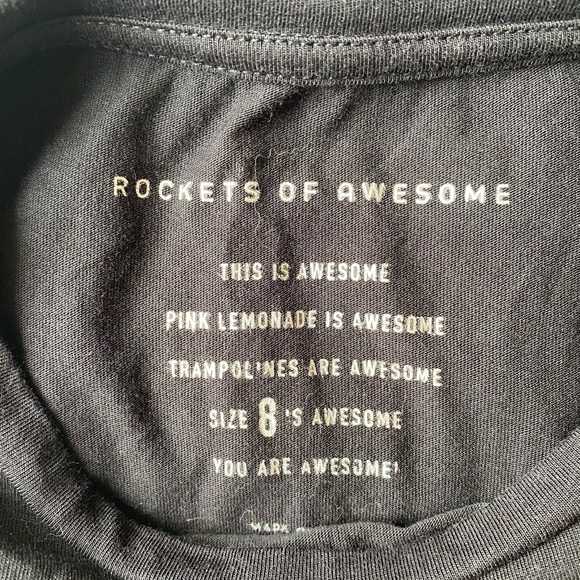 ROCKETS OF AWESOME
THIS IS AWESOME
PINK LEMONADE IS AWESOME
TRAMPOLINES ARE AWESOME
SIZE 8 IS AWESOME
YOU ARE AWESOME!